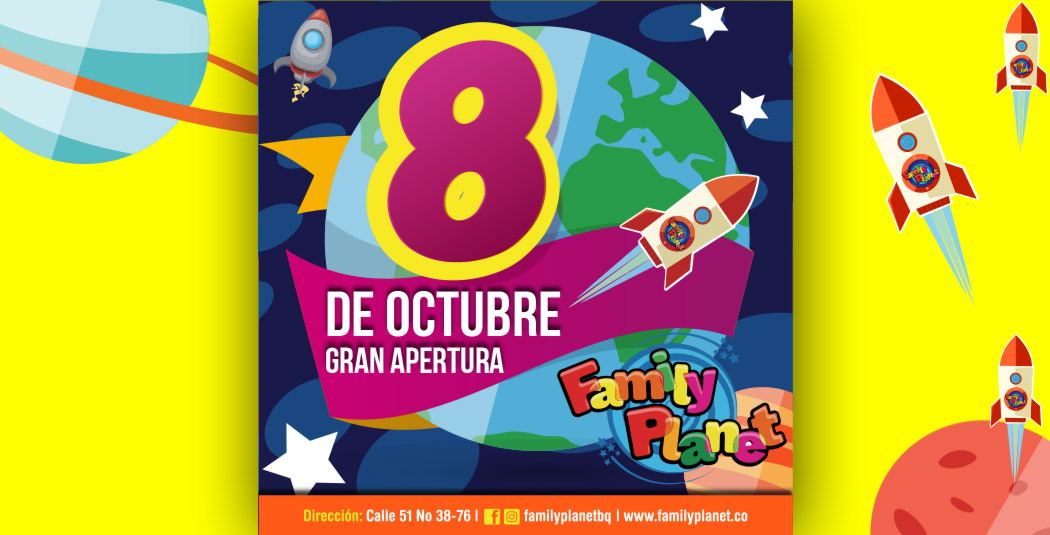 8
DE OCTUBRE
GRAN APERTURA
Family
Planet
Dirección: Calle 51 No 38-76 | familyplanetbq | www.familyplanet.co